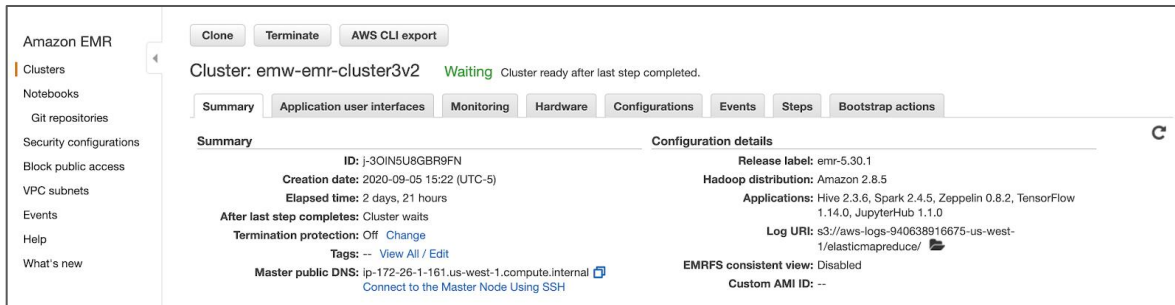 Amazon EMR
Clusters
Notebooks
Git repositories
Security configurations
Block public access
VPC subnets
Events
Help
What's new
Clone Terminate AWS CLI export
Cluster: emw-emr-cluster3v2 Waiting Cluster ready after last step completed.
Summary Application user interfaces Monitoring Hardware Configurations Events Steps Bootstrap actions
Summary
ID: j-3OIN5U8GBR9FN
Creation date: 2020-09-05 15:22 (UTC-5)
Elapsed time: 2 days, 21 hours
After last step completes: Cluster waits
Termination protection: Off Change
Tags: -- View All / Edit
Master public DNS: ip-172-26-1-161.us-west-1.compute.internal
Connect to the Master Node Using SSH
Configuration details
Release label: emr-5.30.1
Hadoop distribution: Amazon 2.8.5
Applications: Hive 2.3.6, Spark 2.4.5, Zeppelin 0.8.2, TensorFlow
1.14.0, JupyterHub 1.1.0
Log URI: s3://aws-logs-940638916675-us-west-
1/elasticmapreduce/
EMRFS consistent view: Disabled
Custom AMI ID: --